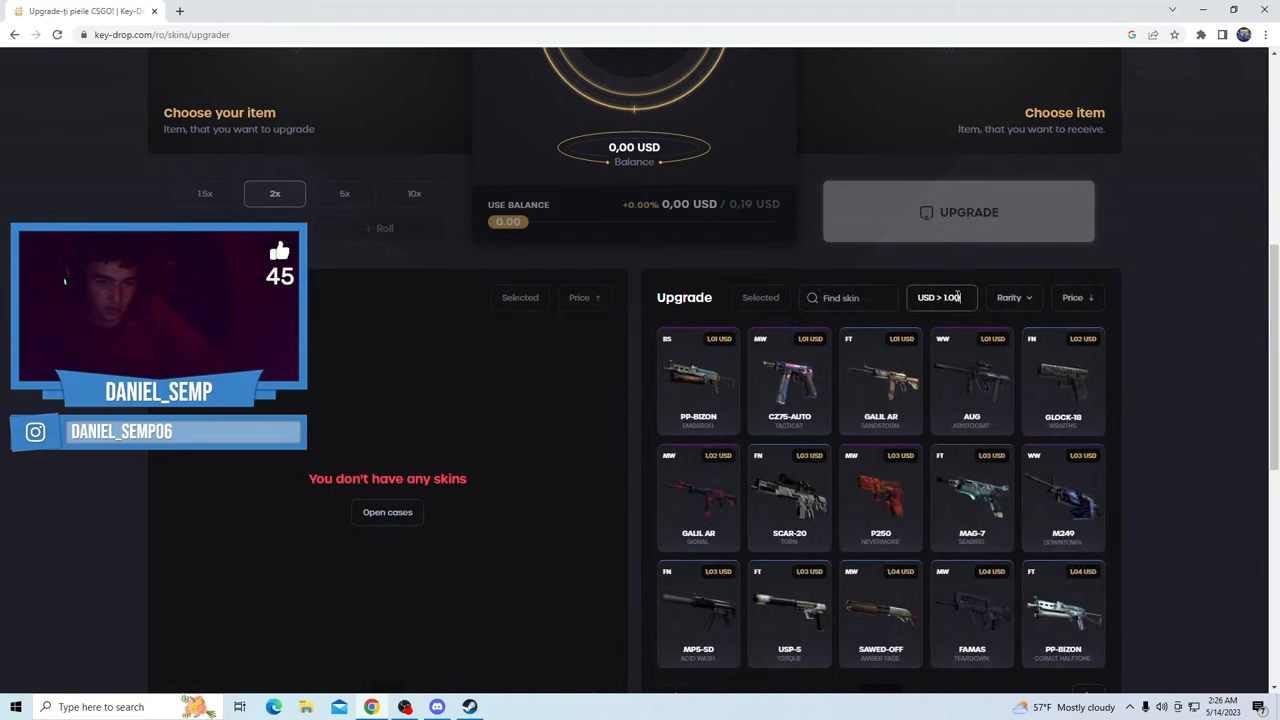 Upgrade-ți pieile CSGO! | Key-Dro
key-drop.com/ro/skins/upgrader
Choose your item
Item, that you want to upgrade
Choose item
Item, that you want to receive.
0,00 USD
Balance
1.5x
2x
5x
10x
USE BALANCE
+0.00% 0,00 USD / 0,19 USD
0.00
UPGRADE
Roll
45
DANIEL_SEMP
DANIEL_SEMP06
Selected
Price
You don't have any skins
Open cases
Upgrade
Selected
Find skin
USD > 1.00
Rarity
Price
BS 1,01 USD
PP-BIZON
EMBARGO
MW 1,01 USD
CZ75-AUTO
TACTICAT
FT 1,01 USD
GALIL AR
SANDSTORM
WW 1,01 USD
AUG
ARISTOCRAT
FN 1,02 USD
GLOCK-18
WRAITHS
MW 1,02 USD
GALIL AR
SIGNAL
FN 1,03 USD
SCAR-20
TORN
MW 1,03 USD
P250
NEVERMORE
FT 1,03 USD
MAG-7
SEABIRD
WW 1,03 USD
M249
DOWNTOWN
FN 1,03 USD
MP5-SD
ACID WASH
FT 1,03 USD
USP-S
TORQUE
MW 1,04 USD
SAWED-OFF
AMBER FADE
MW 1,04 USD
FAMAS
TEARDOWN
FT 1,04 USD
PP-BIZON
COBALT HALFTONE
Type here to search
57°F Mostly cloudy
2:26 AM
5/14/2023
7